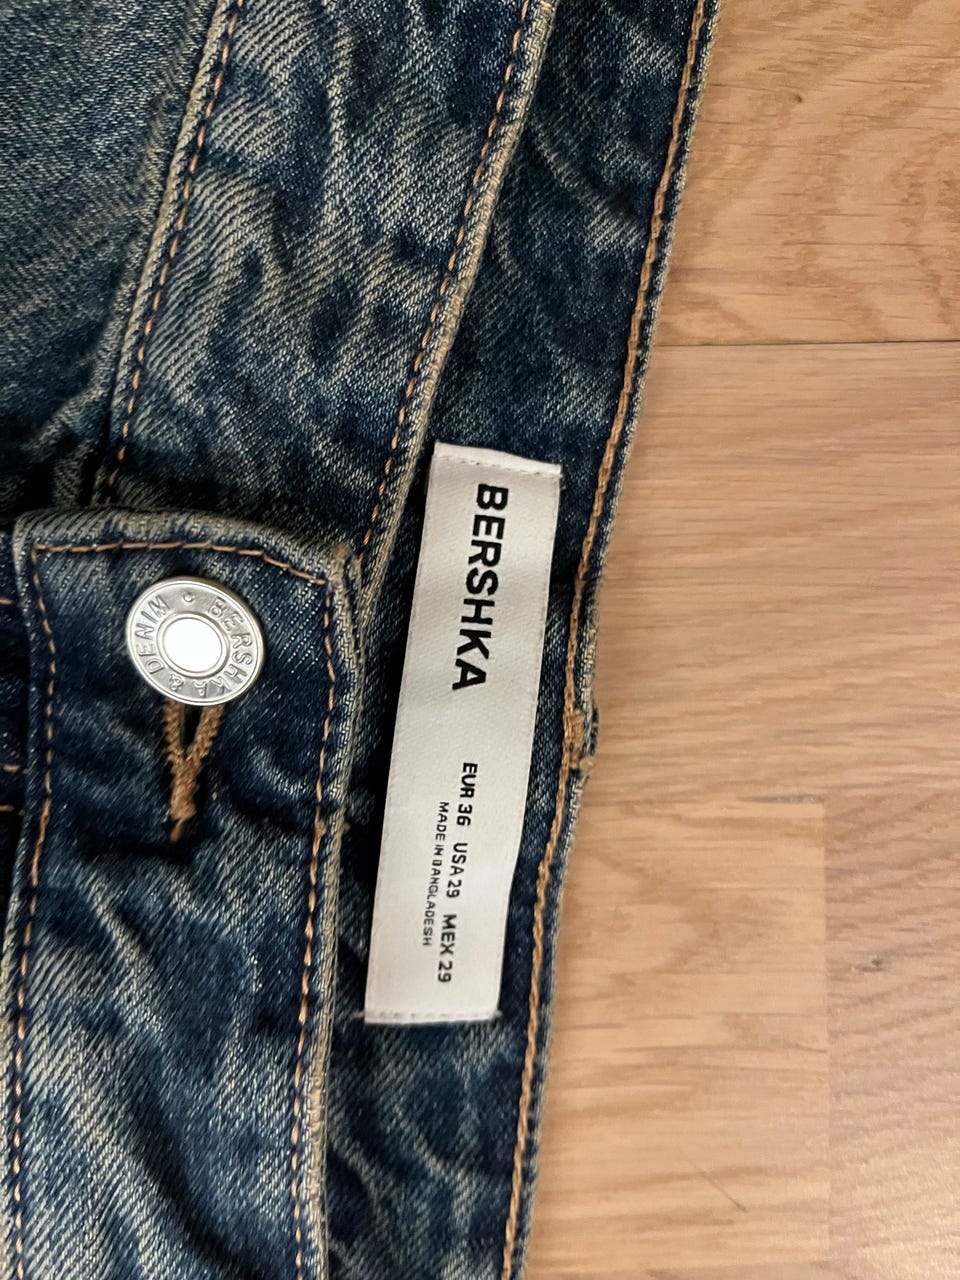 BERSHKA
EUR 36 USA 29 MEX 29
MADE IN BANGLADESH
BERSHKA & DENIM